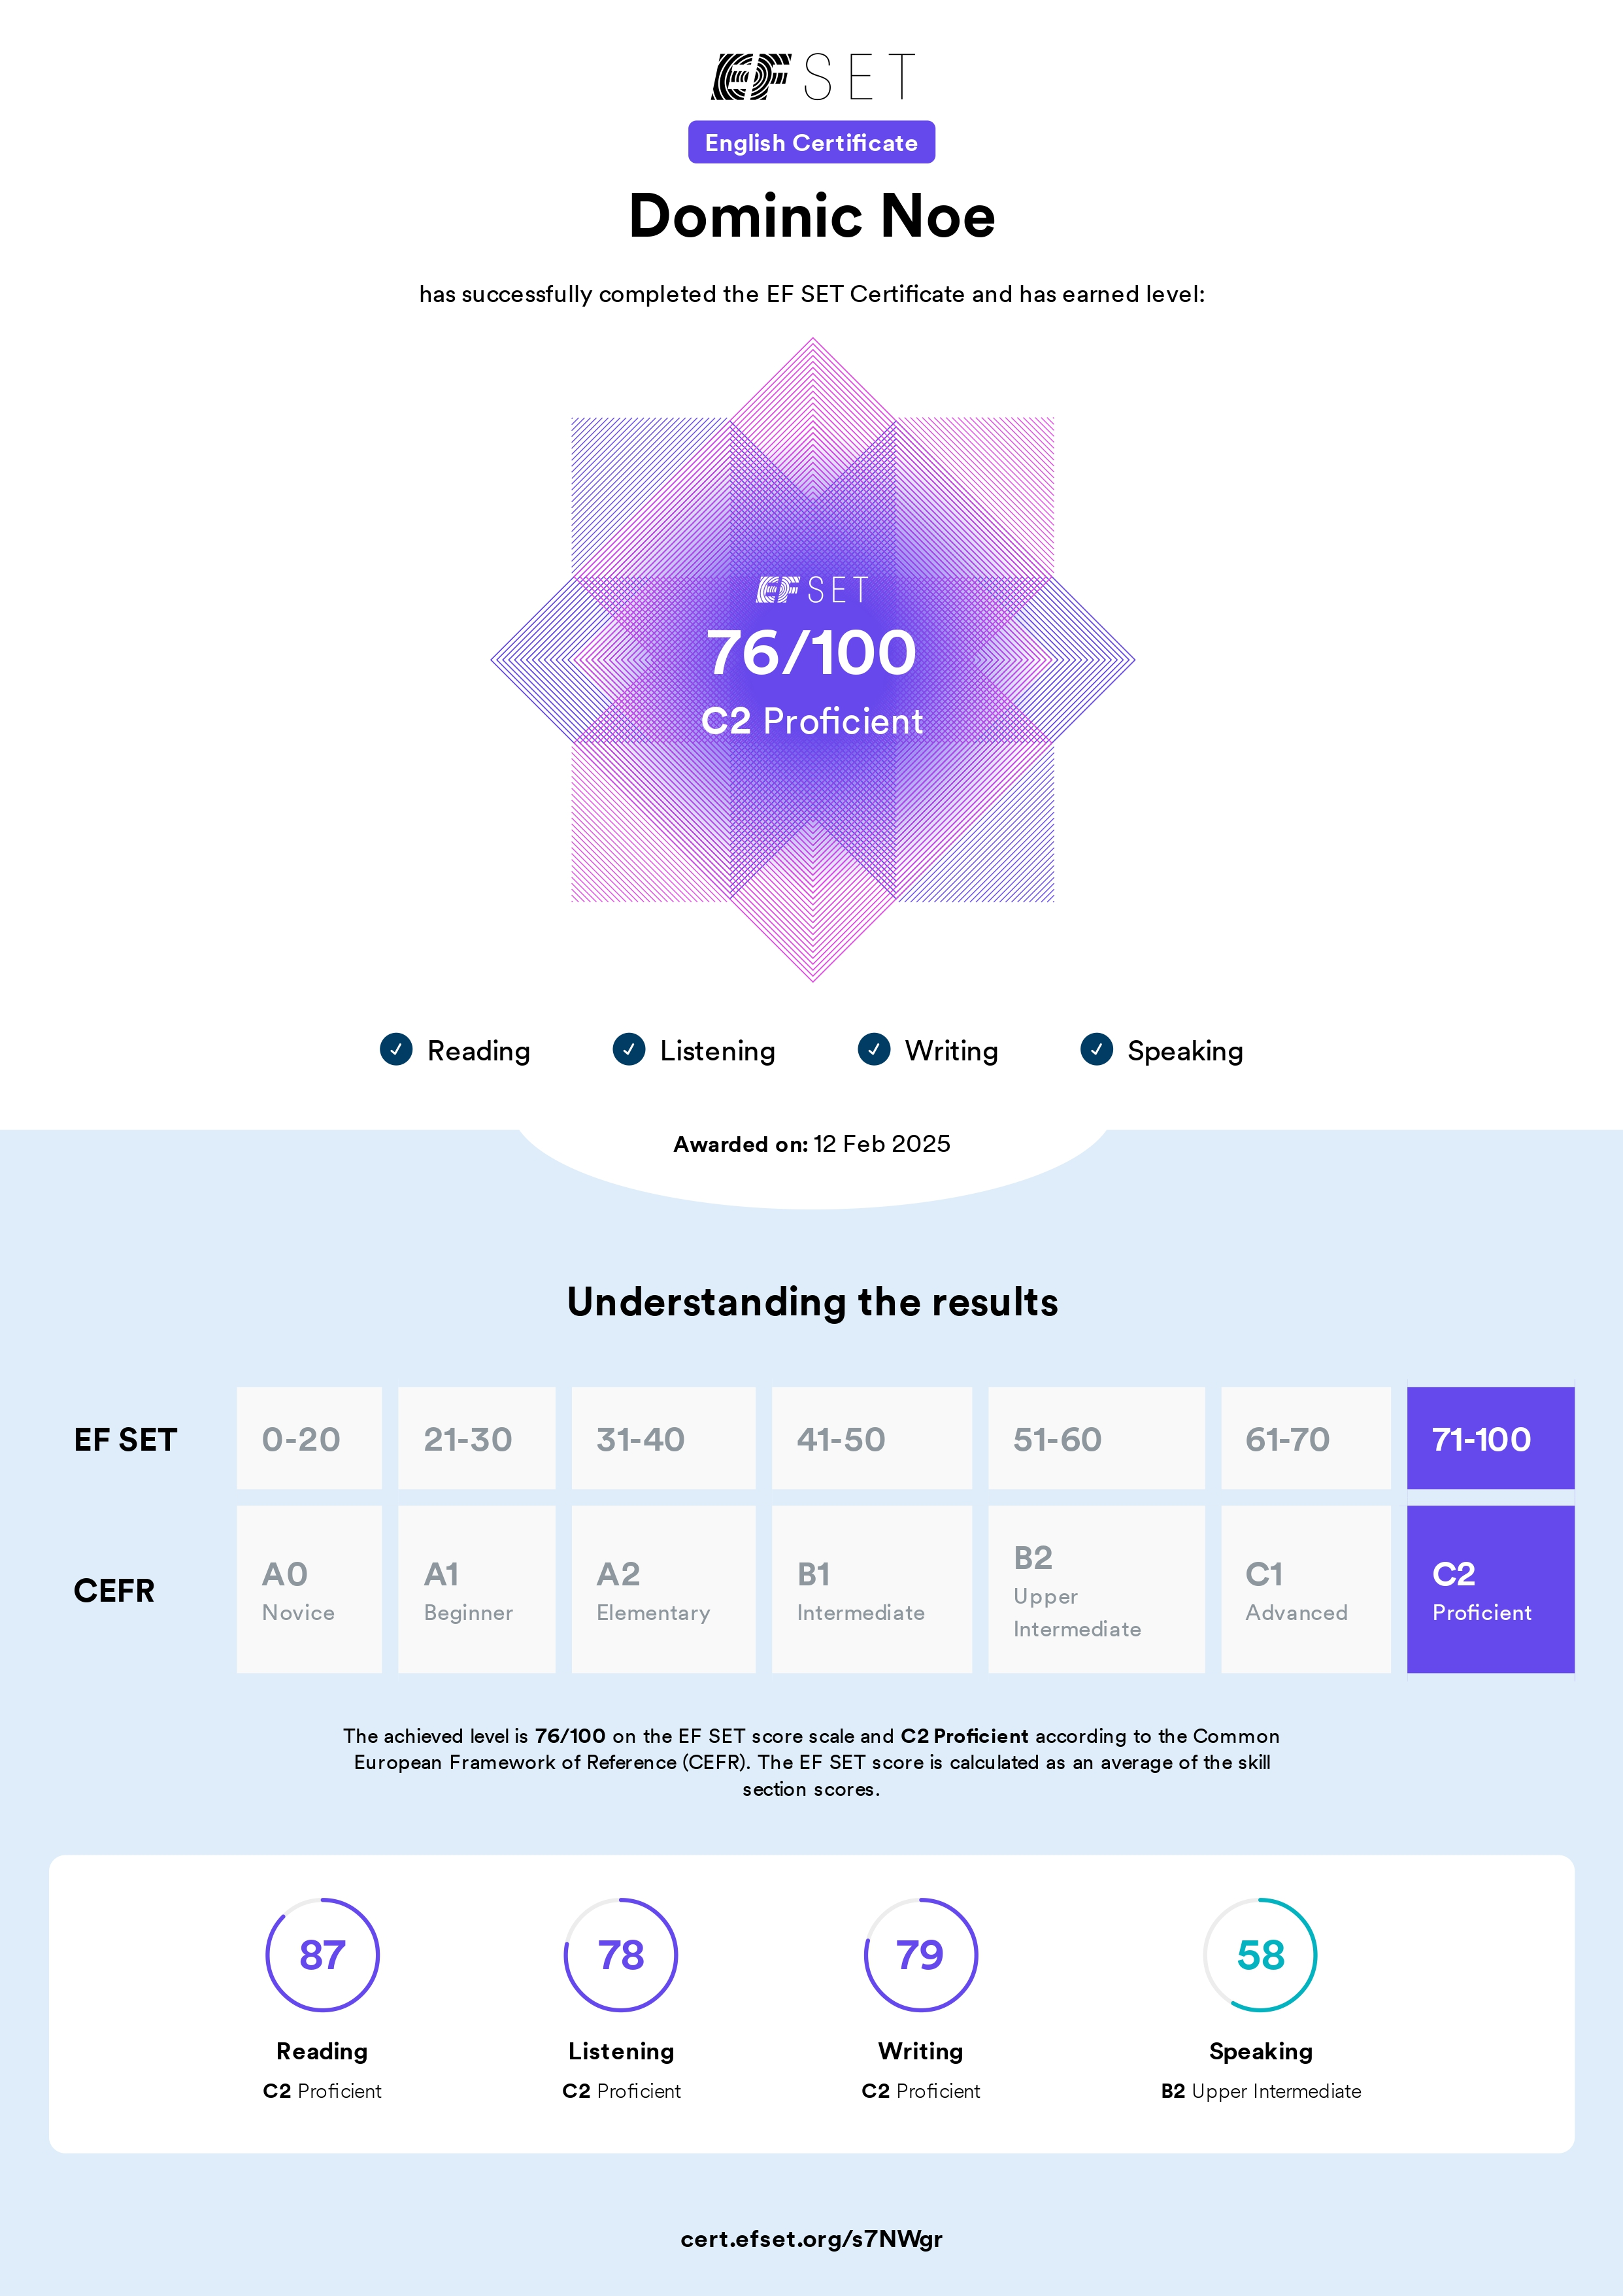 EF SET
English Certificate
Dominic Noe
has successfully completed the EF SET Certificate and has earned level:
EF SET
76/100
C2 Proficient
Reading Listening Writing Speaking
Awarded on: 12 Feb 2025
Understanding the results
EF SET 0-20 21-30 31-40 41-50 51-60 61-70 71-100
CEFR
A0
Novice
A1
Beginner
A2
Elementary
B1
Intermediate
B2
Upper
Intermediate
C1
Advanced
C2
Proficient
The achieved level is 76/100 on the EF SET score scale and C2 Proficient according to the Common
European Framework of Reference (CEFR). The EF SET score is calculated as an average of the skill
section scores.
87
Reading
C2 Proficient
78
Listening
C2 Proficient
79
Writing
C2 Proficient
58
Speaking
B2 Upper Intermediate
cert.efset.org/s7NWgr